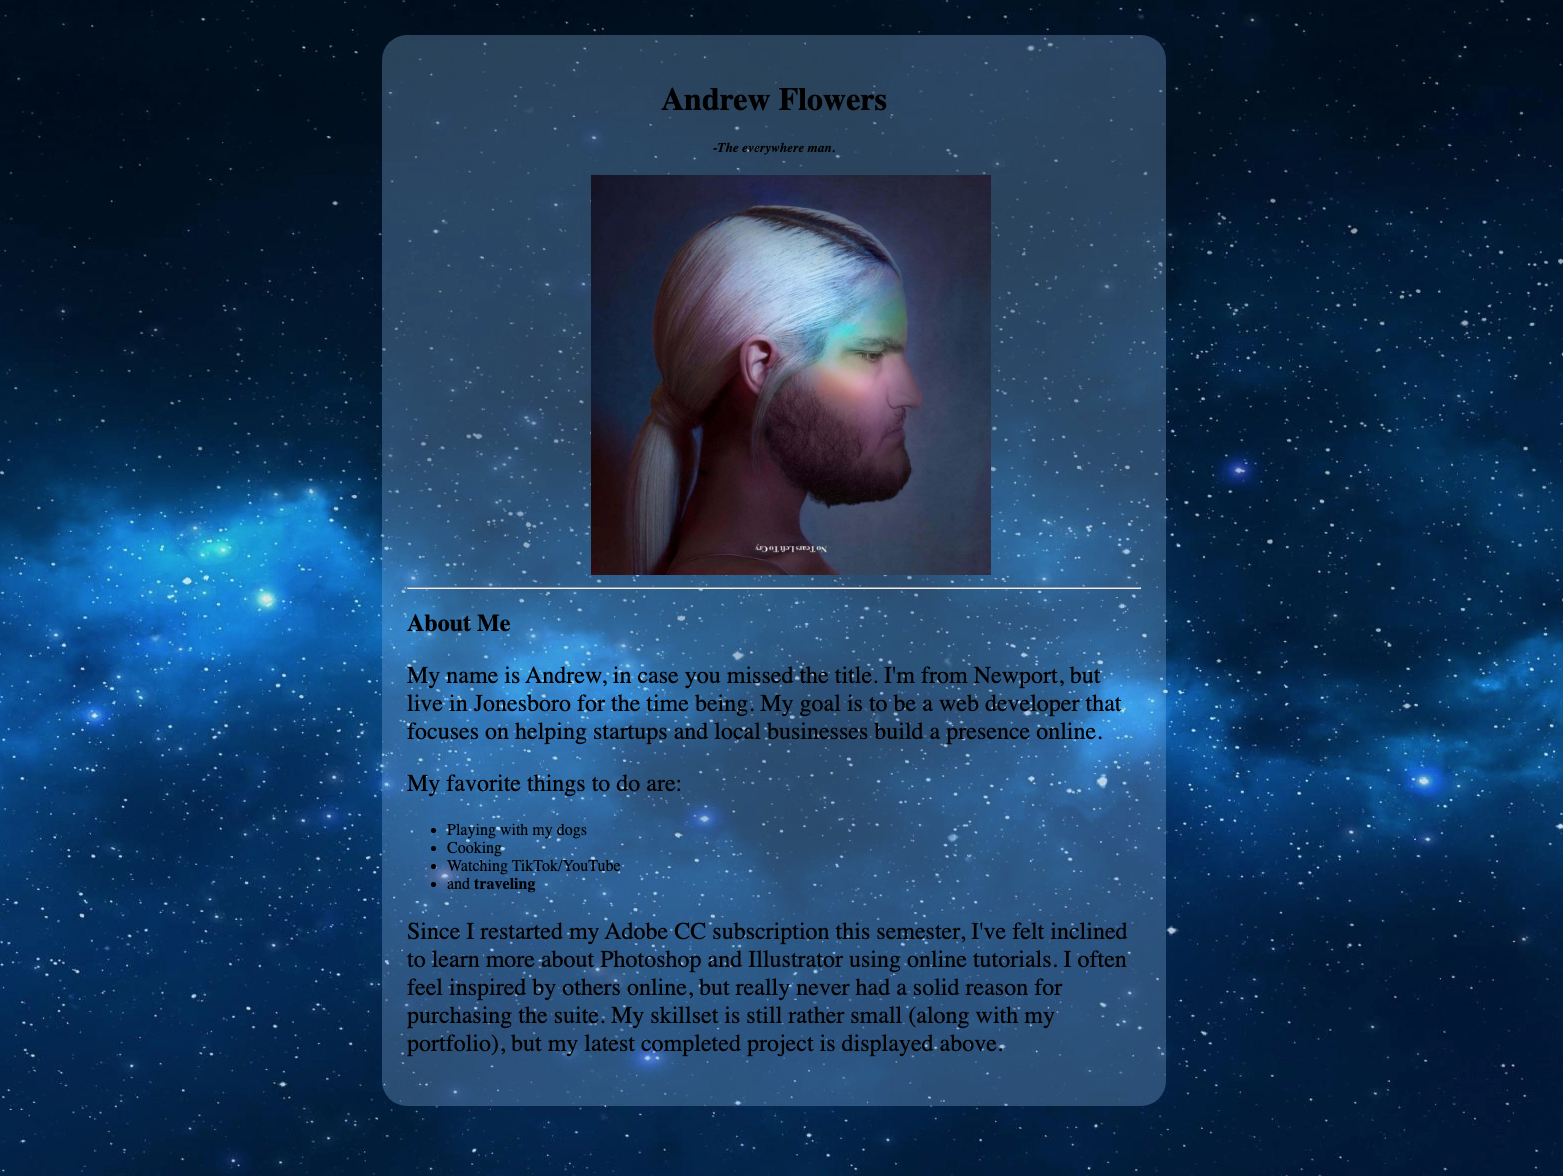 Andrew Flowers
-The everywhere man.
No Tears Left To Cry
About Me
My name is Andrew, in case you missed the title. I'm from Newport, but
live in Jonesboro for the time being. My goal is to be a web developer that
focuses on helping startups and local businesses build a presence online.
My favorite things to do are:
• Playing with my dogs
• Cooking
• Watching TikTok/YouTube
• and traveling
Since I restarted my Adobe CC subscription this semester, I've felt inclined
to learn more about Photoshop and Illustrator using online tutorials. I often
feel inspired by others online, but really never had a solid reason for
purchasing the suite. My skillset is still rather small (along with my
portfolio), but my latest completed project is displayed above.